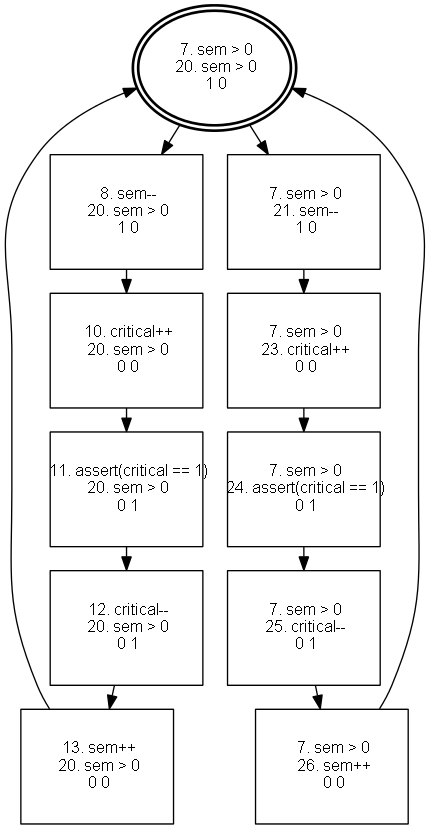 7. sem > 0
20. sem > 0
1 0
8. sem--
20. sem > 0
1 0
7. sem > 0
21. sem--
1 0
10. critical++
20. sem > 0
0 0
7. sem > 0
23. critical++
0 0
11. assert(critical == 1)
20. sem > 0
0 1
7. sem > 0
24. assert(critical == 1)
0 1
12. critical--
20. sem > 0
0 1
7. sem > 0
25. critical--
0 1
13. sem++
20. sem > 0
0 0
7. sem > 0
26. sem++
0 0